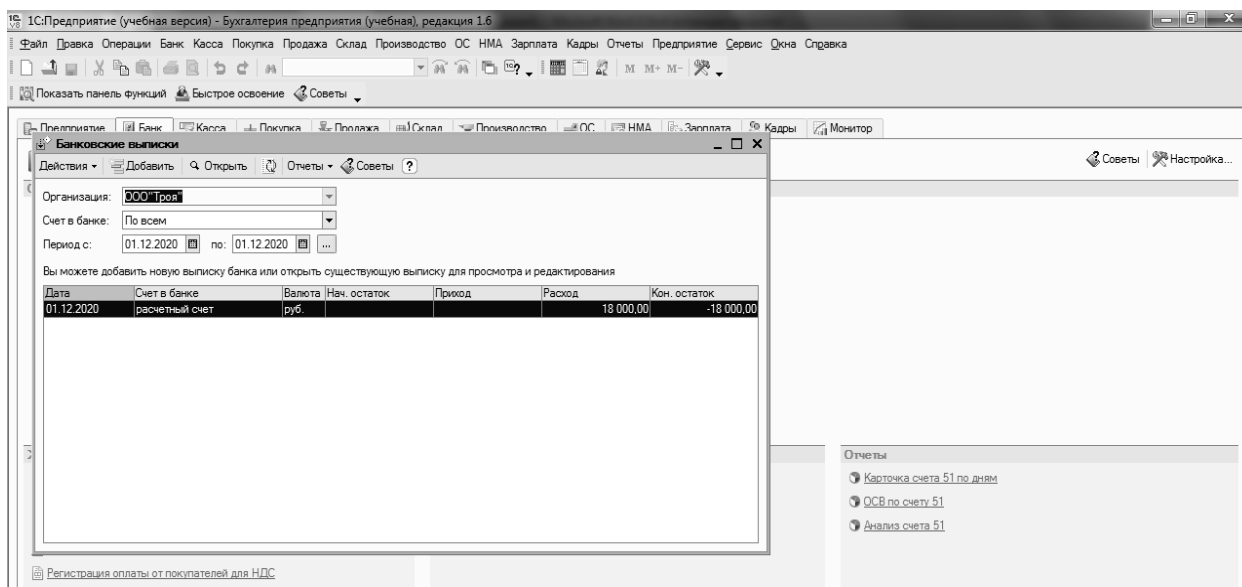 1С:Предприятие (учебная версия) - Бухгалтерия предприятия (учебная), редакция 1.6
Файл Правка Операции Банк Касса Покупка Продажа Склад Производство ОС НМА Зарплата Кадры Отчеты Предприятие Сервис Окна Справка
M M+ M-
Показать панель функций Быстрое освоение Советы
Предприятие Банк Касса Покупка Продажа Склад Производство ОС НМА Зарплата Кадры Монитор
Банковские выписки
Действия Добавить Открыть Отчеты Советы ?
Советы Настройка...
Организация: ООО"Троя"
Счет в банке: По всем
Период с: 01.12.2020 по: 01.12.2020 ...
Вы можете добавить новую выписку банка или открыть существующую выписку для просмотра и редактирования
Дата Счет в банке Валюта Нач. остаток Приход Расход Кон. остаток
01.12.2020 расчетный счет руб. 18 000,00 -18 000,00
Отчеты
Карточка счета 51 по дням
ОСВ по счету 51
Анализ счета 51
Регистрация оплаты от покупателей для НДС